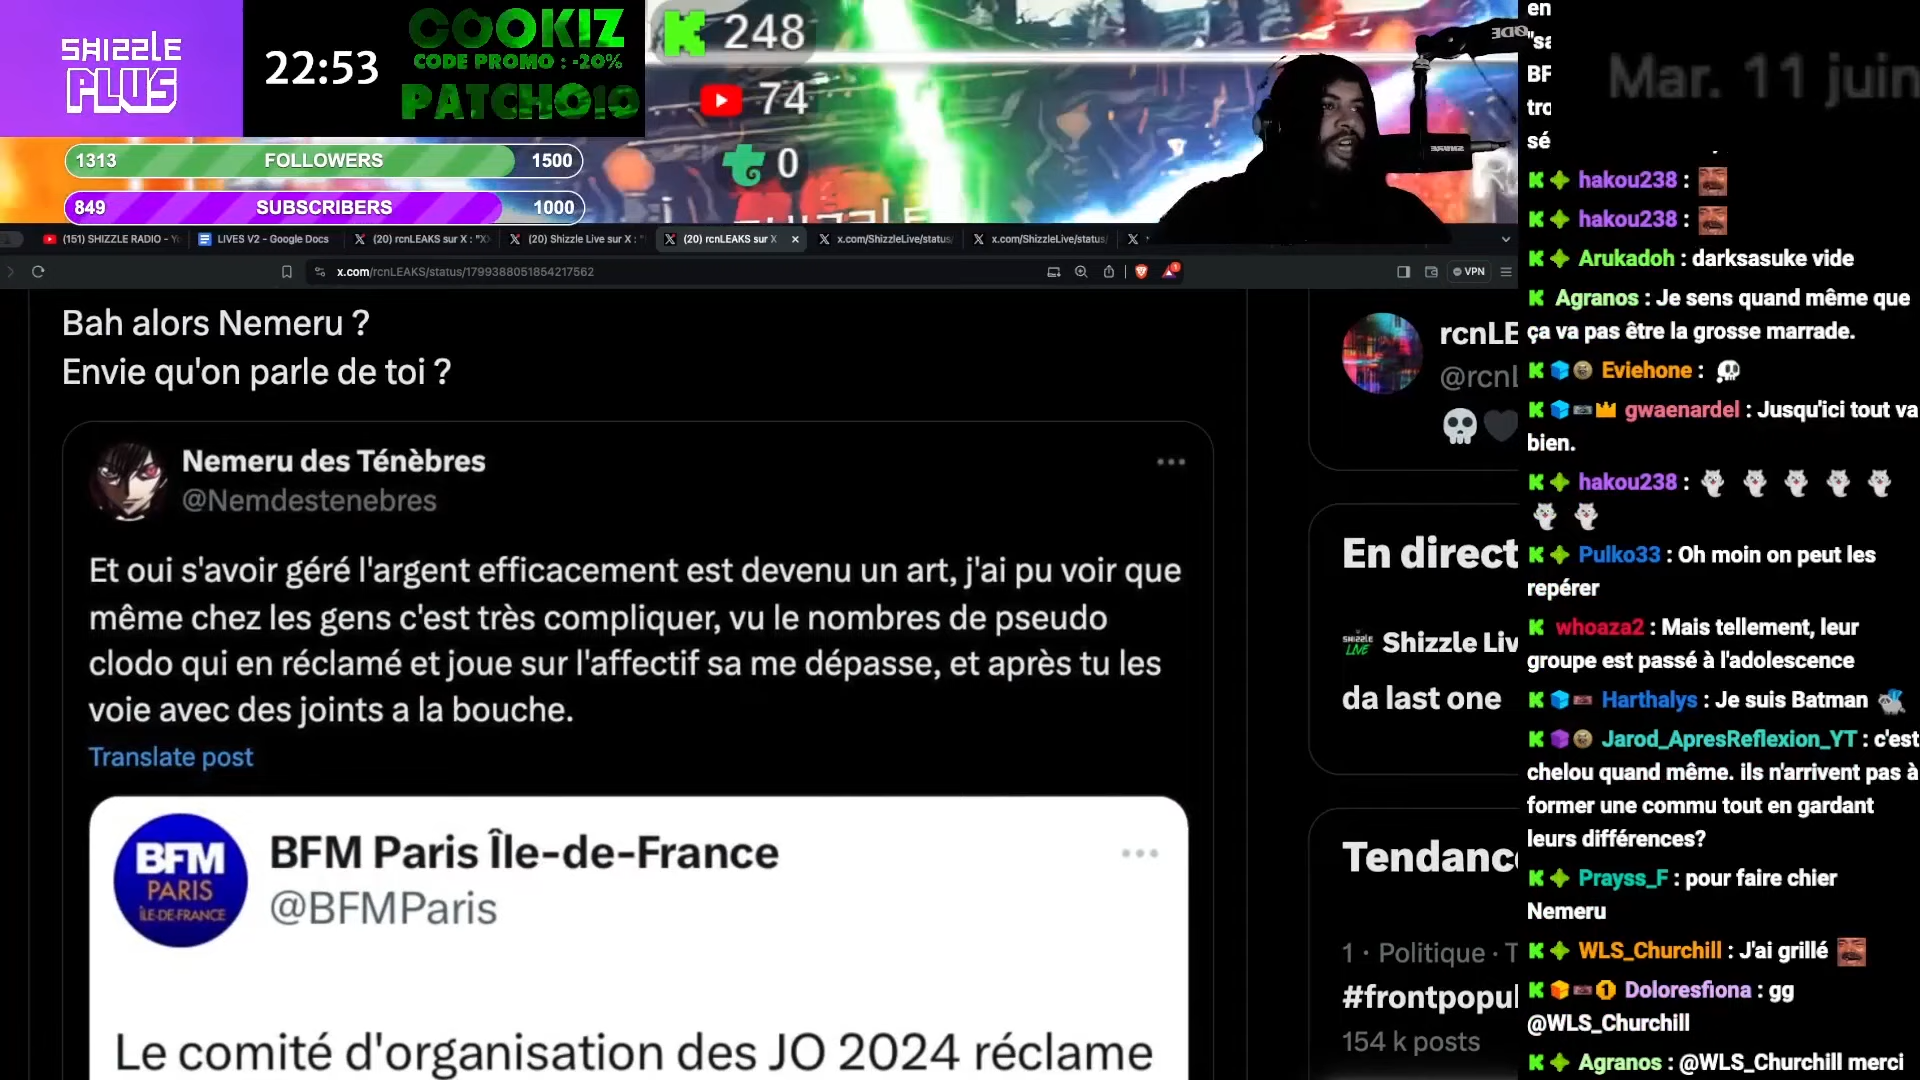 SHIZZLE
PLUS
22:53
COOKIZ
CODE PROMO : -20%
PATCHO10
248
74
0
1313 FOLLOWERS 1500
849 SUBSCRIBERS 1000
(151) SHIZZLE RADIO - Y
LIVES V2 - Google Docs
(20) rcnLEAKS sur X : "X
(20) Shizzle Live sur X : "
(20) rcnLEAKS sur X
x.com/ShizzleLive/status/
x.com/ShizzleLive/status/
x.com/rcnLEAKS/status/1799388051854217562
VPN
Bah alors Nemeru ?
Envie qu'on parle de toi ?
Nemeru des Ténèbres
@Nemdestenebres
Et oui s'avoir géré l'argent efficacement est devenu un art, j'ai pu voir que
même chez les gens c'est très compliquer, vu le nombres de pseudo
clodo qui en réclamé et joue sur l'affectif sa me dépasse, et après tu les
voie avec des joints a la bouche.
Translate post
BFM
PARIS
ÎLE-DE-FRANCE
BFM Paris Île-de-France
@BFMParis
Le comité d'organisation des JO 2024 réclame
rcnLE
@rcnl
En direct
SHIZZLE
LIVE
Shizzle Liv
da last one
Tendanc
1 · Politique · T
#frontpopul
154 k posts
en
"sa
BF
tro
sé
Mar. 11 juin
hakou238 :
hakou238 :
Arukadoh : darksasuke vide
Agranos : Je sens quand même que
ça va pas être la grosse marrade.
Eviehone :
gwaenardel : Jusqu'ici tout va
bien.
hakou238 :
Pulko33 : Oh moin on peut les
repérer
whoaza2 : Mais tellement, leur
groupe est passé à l'adolescence
Harthalys : Je suis Batman
Jarod_ApresReflexion_YT : c'est
chelou quand même. ils n'arrivent pas à
former une commu tout en gardant
leurs différences?
Prayss_F : pour faire chier
Nemeru
WLS_Churchill : J'ai grillé
Doloresfiona : gg
@WLS_Churchill
Agranos : @WLS_Churchill merci